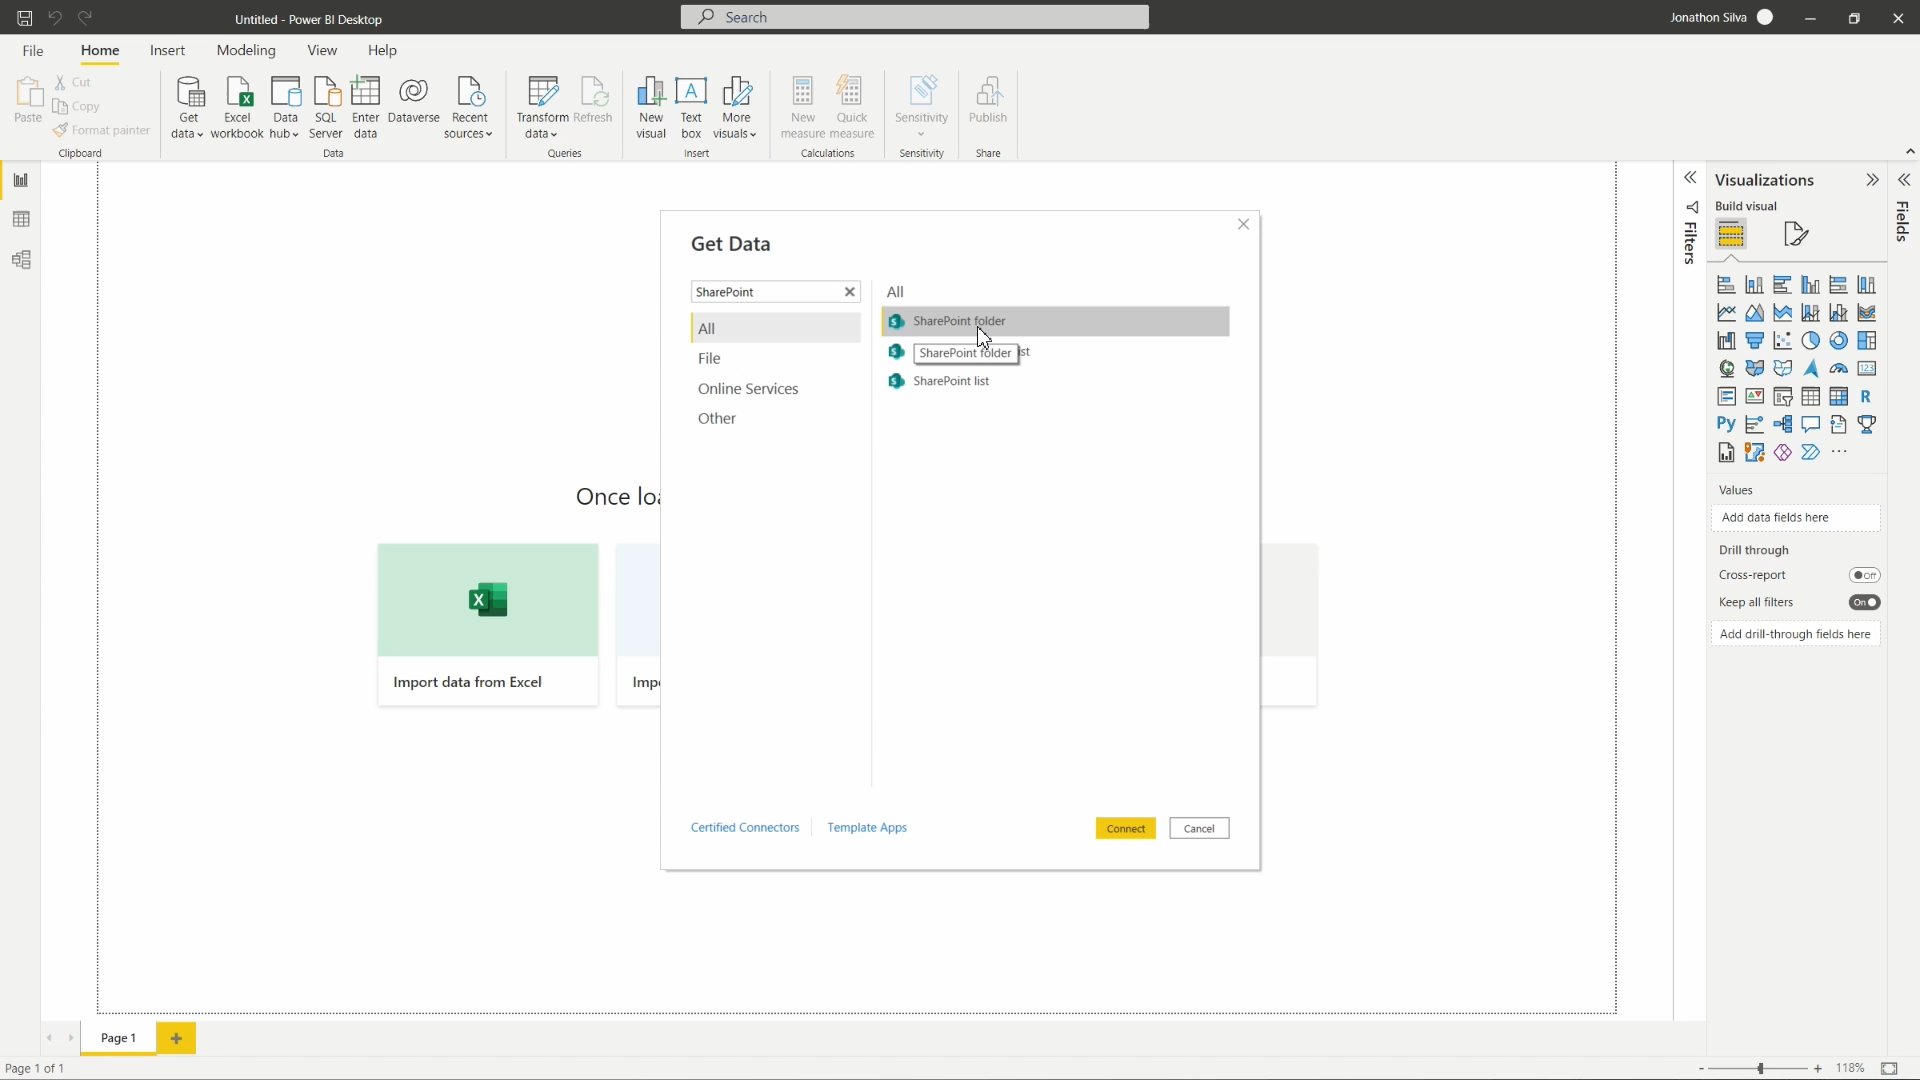 Untitled - Power BI Desktop
Search
Jonathon Silva
File
Home
Insert
Modeling
View
Help
Paste
Cut
Copy
Format painter
Clipboard
Get data
Excel workbook
Data hub
SQL Server
Enter data
Dataverse
Recent sources
Data
Transform data
Refresh
Queries
New visual
Text box
More visuals
Insert
New measure
Quick measure
Calculations
Sensitivity
Sensitivity
Publish
Share
Get Data
SharePoint
All
File
Online Services
Other
All
SharePoint folder
SharePoint folder
ist
SharePoint list
Certified Connectors
Template Apps
Connect
Cancel
Once loa
Import data from Excel
Imp
Filters
Visualizations
Build visual
123
R
Py
Values
Add data fields here
Drill through
Cross-report
Off
Keep all filters
On
Add drill-through fields here
Fields
Page 1
Page 1 of 1
- + 118%